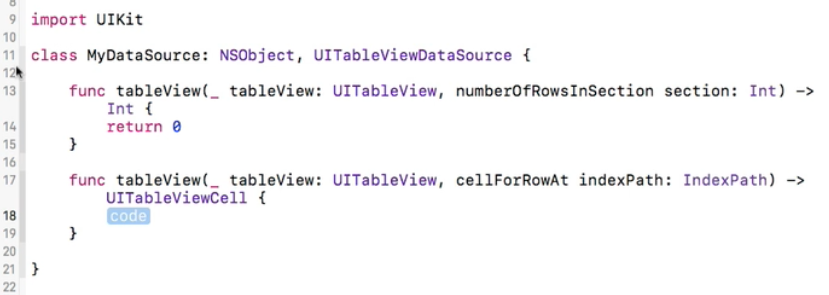 8
9 import UIKit
10
11 class MyDataSource: NSObject, UITableViewDataSource {
12
13 func tableView(_ tableView: UITableView, numberOfRowsInSection section: Int) ->
Int {
14 return 0
15 }
16
17 func tableView(_ tableView: UITableView, cellForRowAt indexPath: IndexPath) ->
UITableViewCell {
18 code
19 }
20
21 }
22